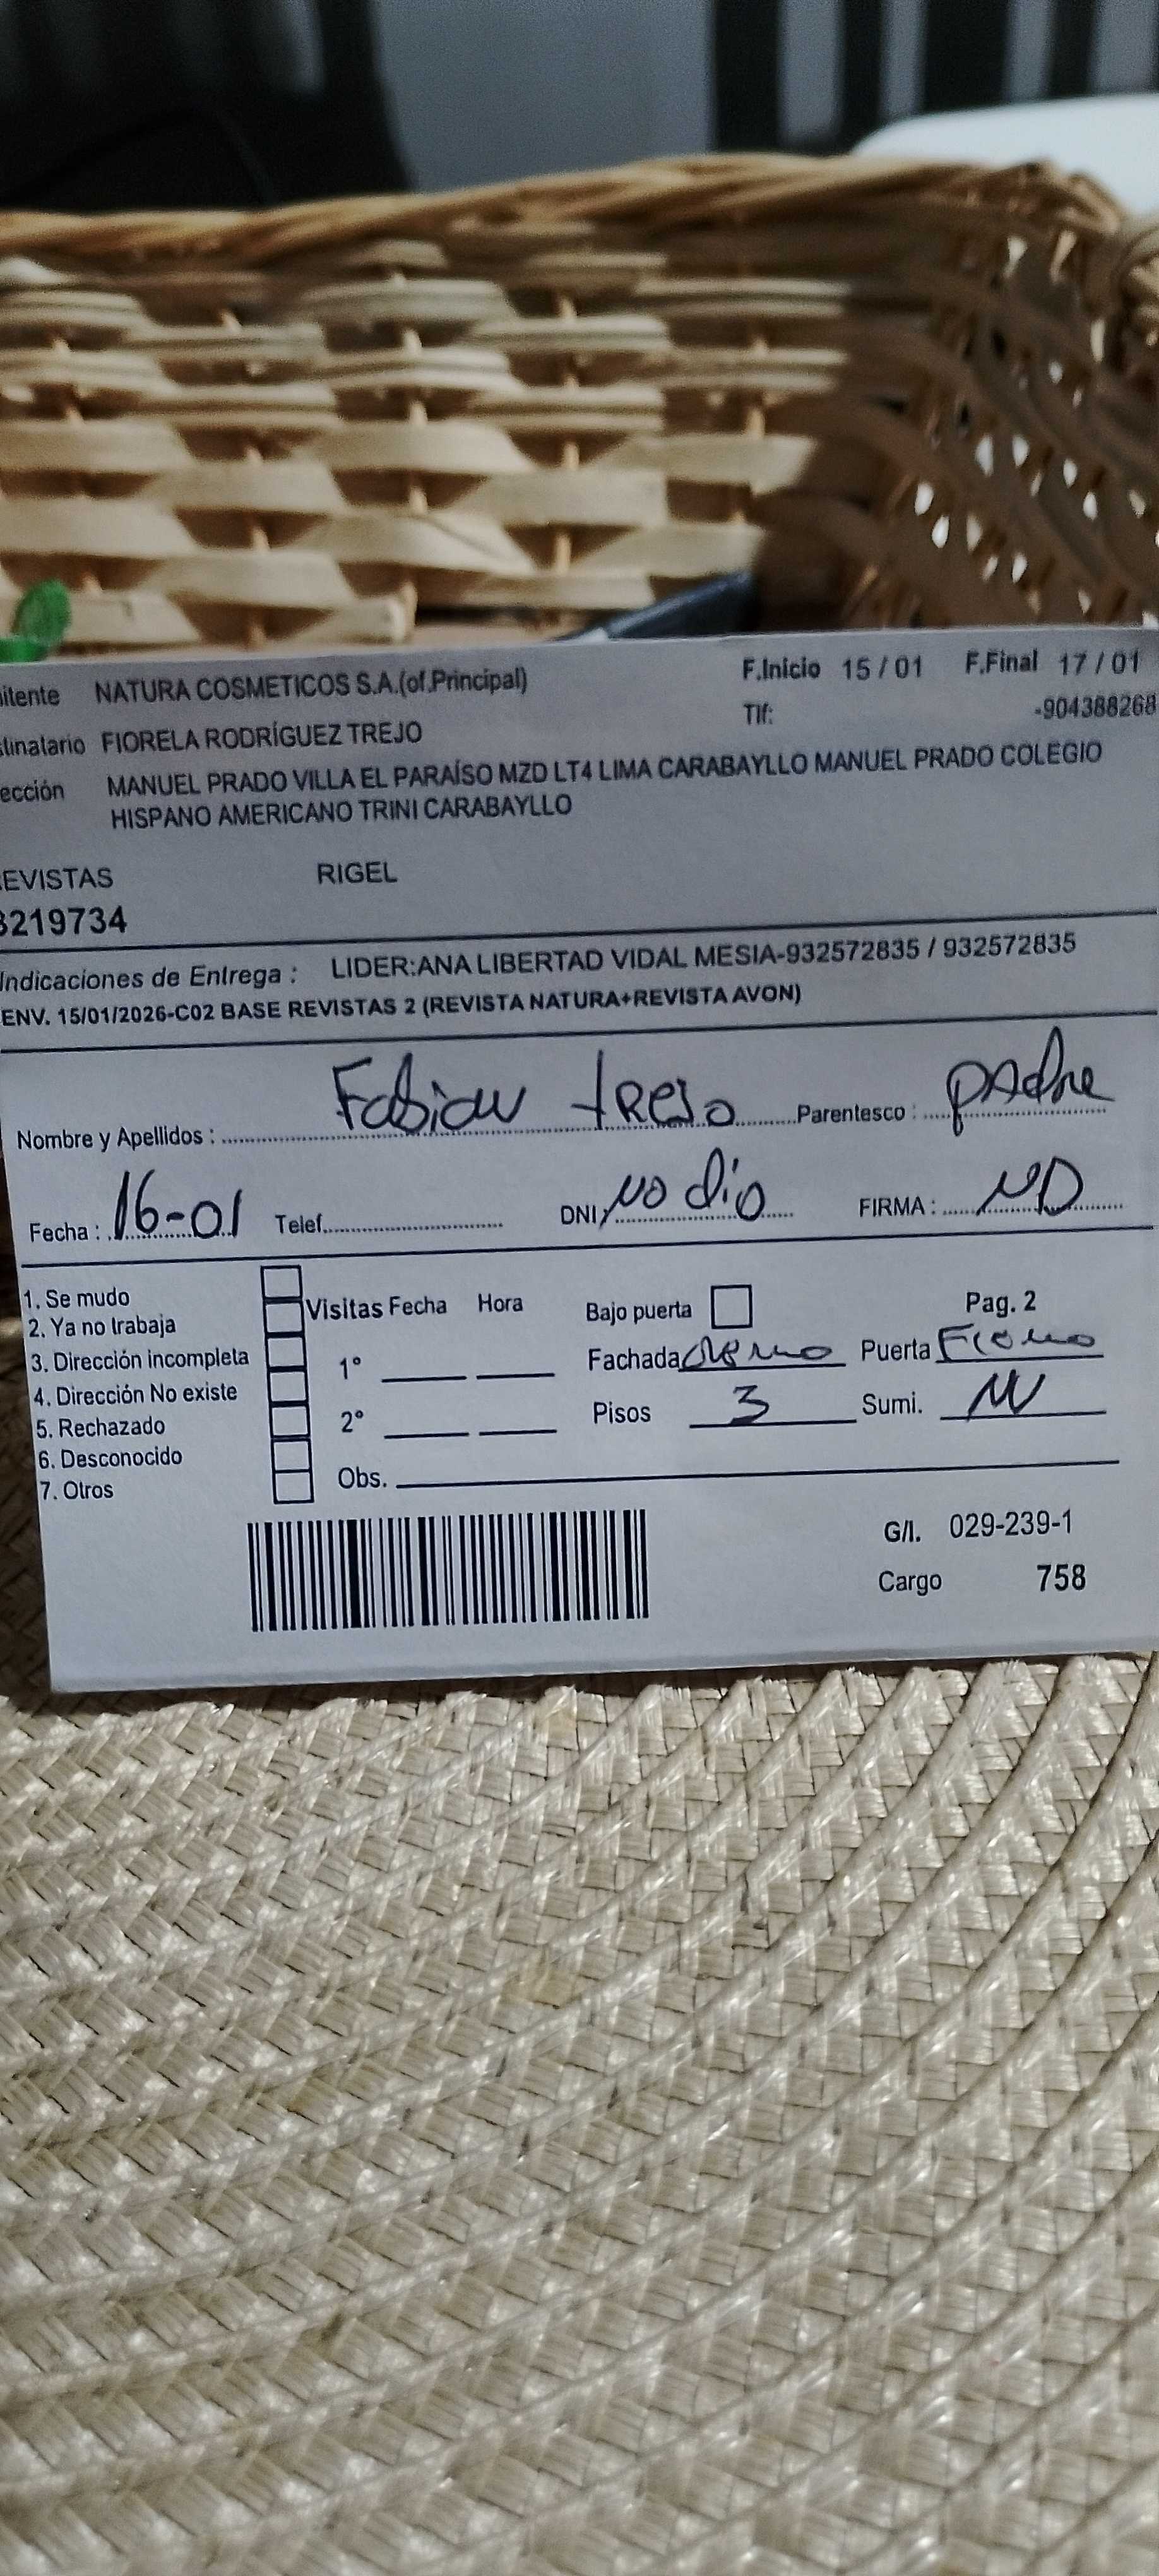 itente NATURA COSMETICOS S.A.(of.Principal) F.Inicio 15 / 01 F.Final 17 / 01
Tlf: -904388268
tinatario FIORELA RODRÍGUEZ TREJO
ección MANUEL PRADO VILLA EL PARAÍSO MZD LT4 LIMA CARABAYLLO MANUEL PRADO COLEGIO
HISPANO AMERICANO TRINI CARABAYLLO
EVISTAS RIGEL
3219734
Indicaciones de Entrega : LIDER:ANA LIBERTAD VIDAL MESIA-932572835 / 932572835
ENV. 15/01/2026-C02 BASE REVISTAS 2 (REVISTA NATURA+REVISTA AVON)
Nombre y Apellidos : Fabian treso Parentesco : padre
Fecha : 16-01 Telef. DNI: No dio FIRMA : ND
1. Se mudo
2. Ya no trabaja
3. Dirección incompleta
4. Dirección No existe
5. Rechazado
6. Desconocido
7. Otros
Visitas Fecha Hora
1°
2°
Obs.
Bajo puerta Pag. 2
Fachada Puerta
Pisos 3 Sumi.
G/I. 029-239-1
Cargo 758